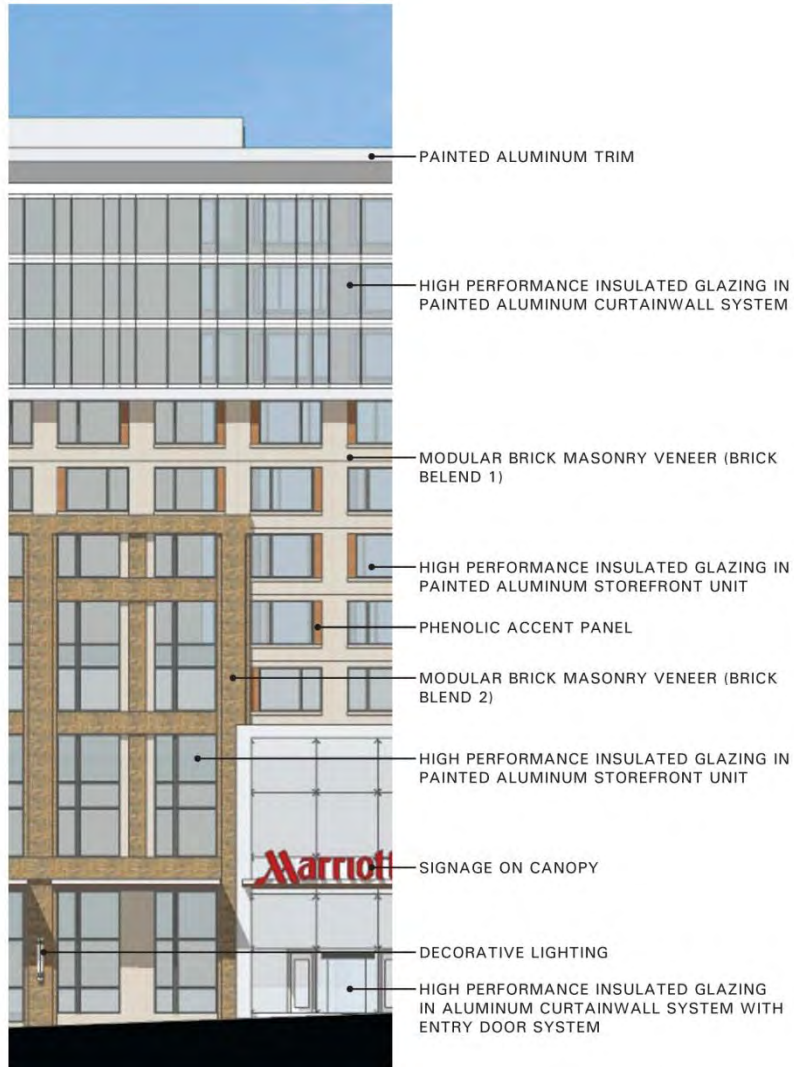 PAINTED ALUMINUM TRIM
HIGH PERFORMANCE INSULATED GLAZING IN
PAINTED ALUMINUM CURTAINWALL SYSTEM
MODULAR BRICK MASONRY VENEER (BRICK
BELEND 1)
HIGH PERFORMANCE INSULATED GLAZING IN
PAINTED ALUMINUM STOREFRONT UNIT
PHENOLIC ACCENT PANEL
MODULAR BRICK MASONRY VENEER (BRICK
BLEND 2)
HIGH PERFORMANCE INSULATED GLAZING IN
PAINTED ALUMINUM STOREFRONT UNIT
Marriott
SIGNAGE ON CANOPY
DECORATIVE LIGHTING
HIGH PERFORMANCE INSULATED GLAZING
IN ALUMINUM CURTAINWALL SYSTEM WITH
ENTRY DOOR SYSTEM